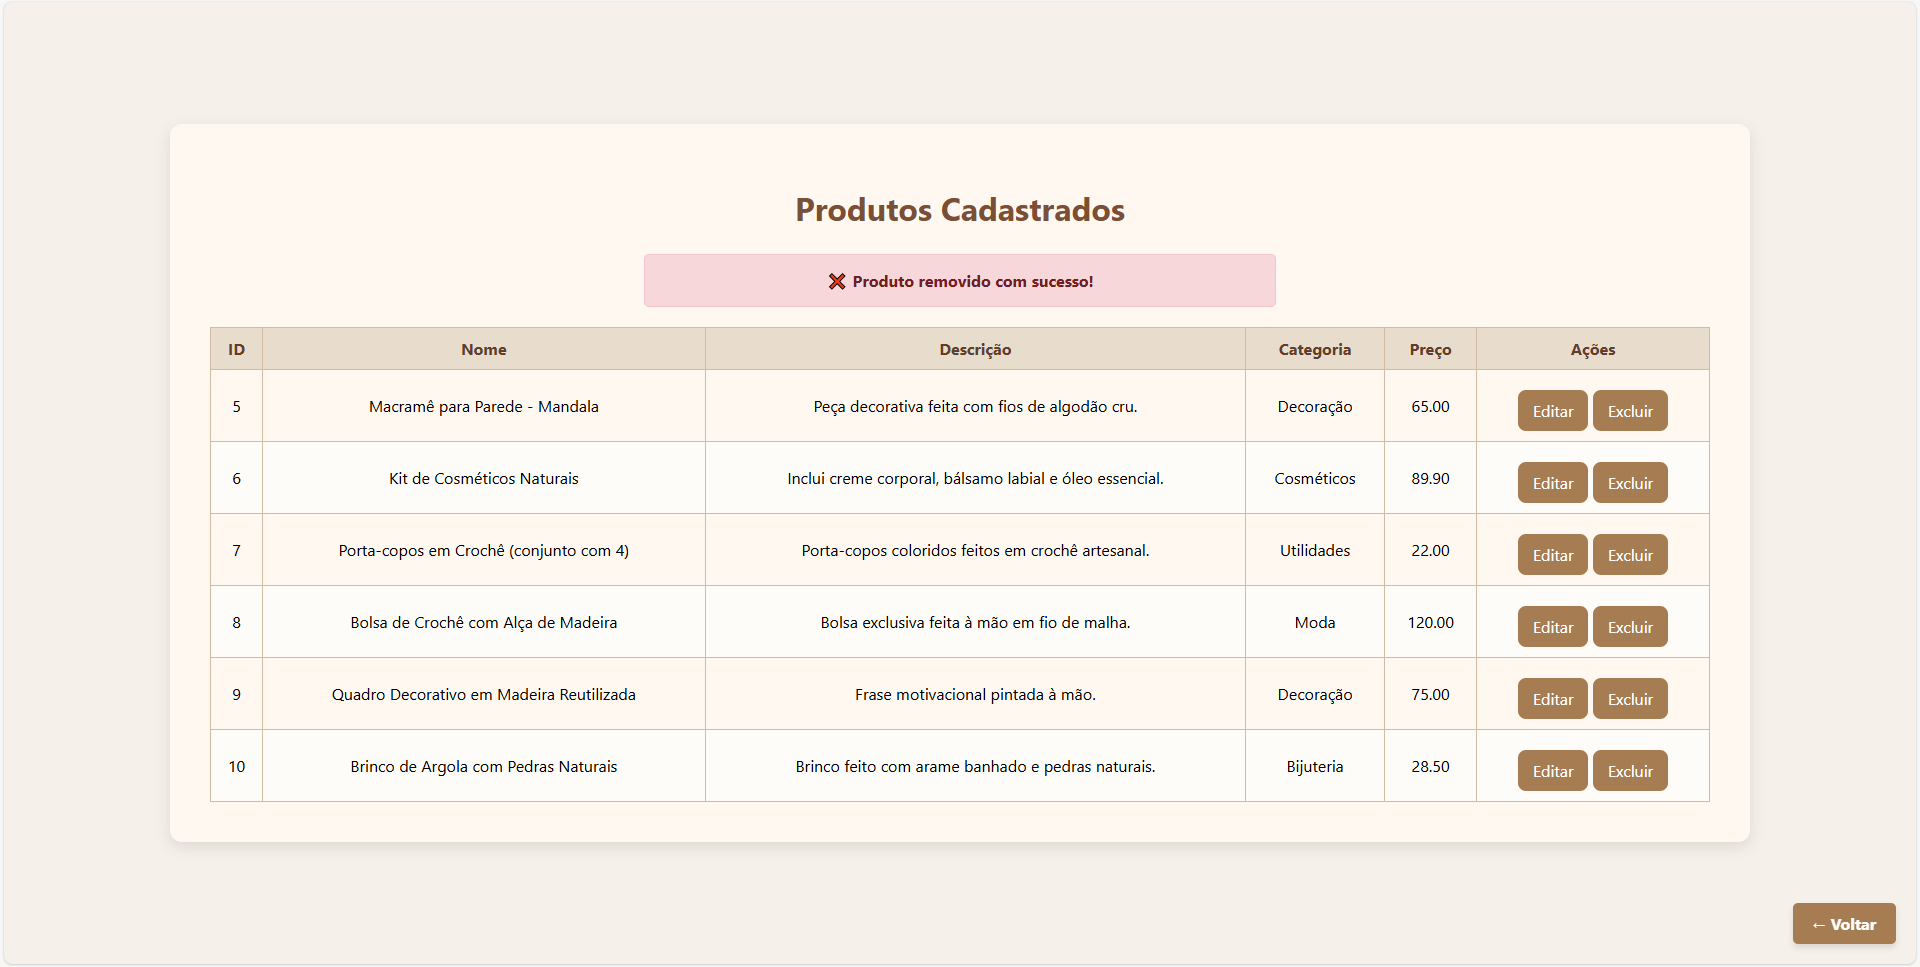 Produtos Cadastrados
❌ Produto removido com sucesso!
ID Nome Descrição Categoria Preço Ações
5 Macramê para Parede - Mandala Peça decorativa feita com fios de algodão cru. Decoração 65.00 Editar Excluir
6 Kit de Cosméticos Naturais Inclui creme corporal, bálsamo labial e óleo essencial. Cosméticos 89.90 Editar Excluir
7 Porta-copos em Crochê (conjunto com 4) Porta-copos coloridos feitos em crochê artesanal. Utilidades 22.00 Editar Excluir
8 Bolsa de Crochê com Alça de Madeira Bolsa exclusiva feita à mão em fio de malha. Moda 120.00 Editar Excluir
9 Quadro Decorativo em Madeira Reutilizada Frase motivacional pintada à mão. Decoração 75.00 Editar Excluir
10 Brinco de Argola com Pedras Naturais Brinco feito com arame banhado e pedras naturais. Bijuteria 28.50 Editar Excluir
← Voltar